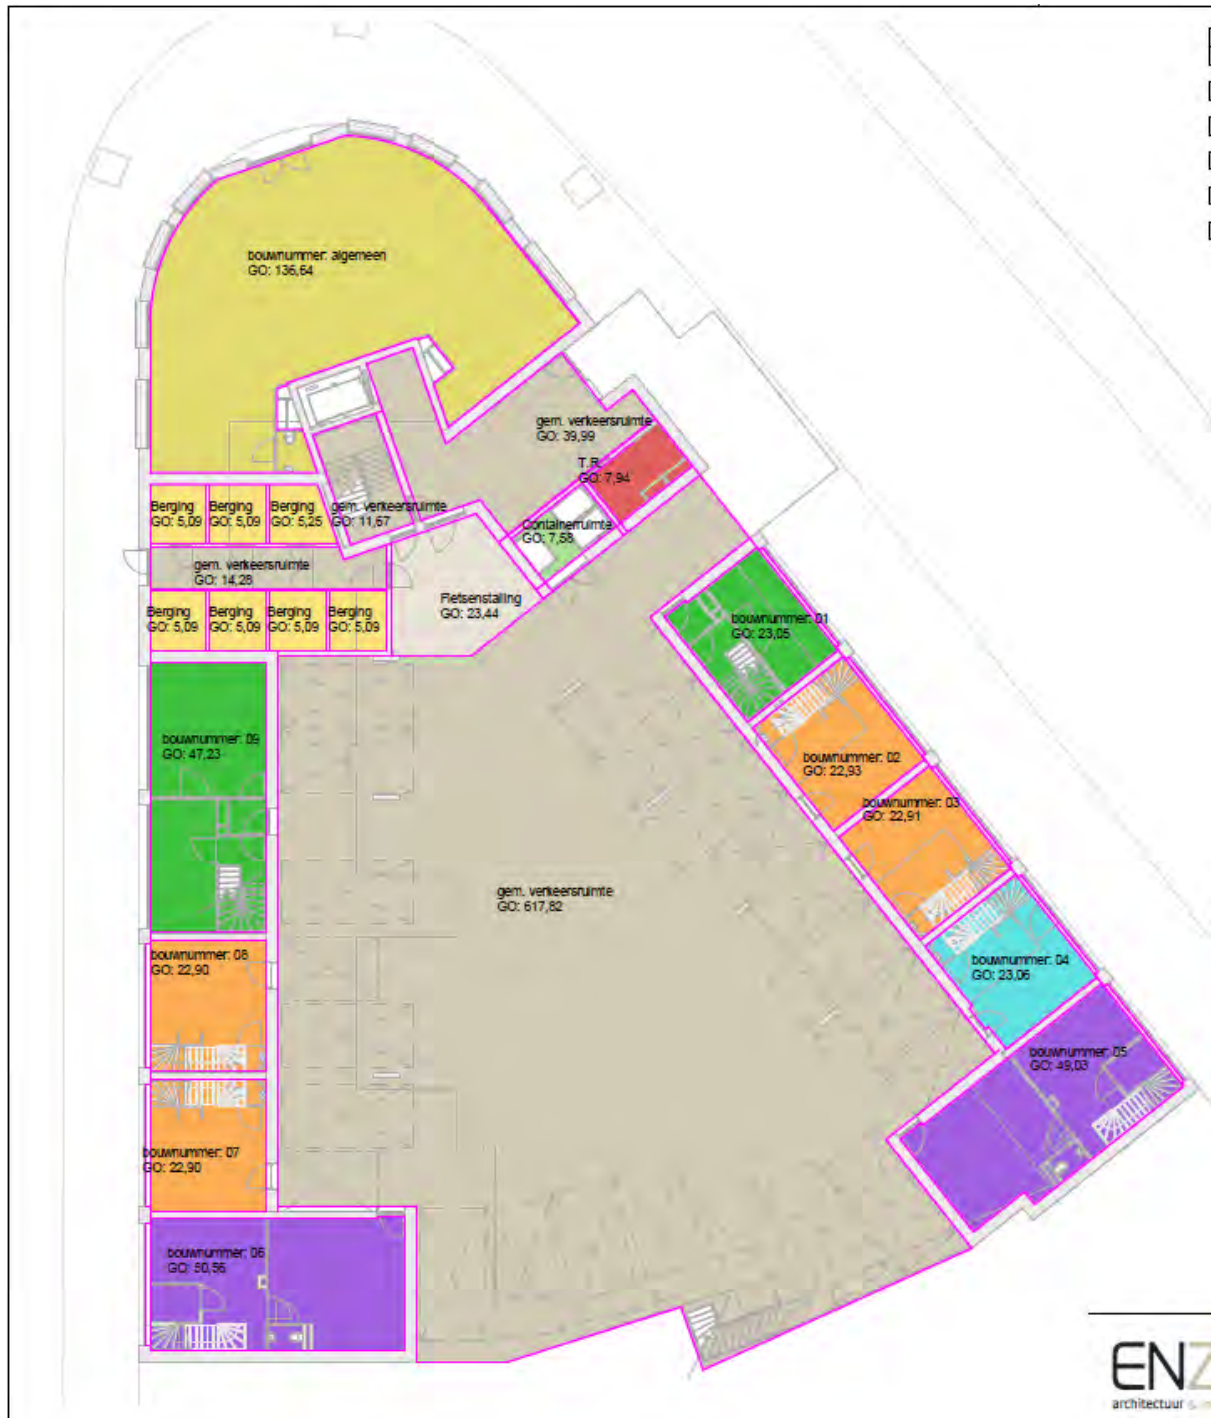 bouwnummer: algemeen
GO: 136,64
gem. verkeersruimte
GO: 39,99
T.R.
GO: 7,94
Berging
GO: 5,09
Berging
GO: 5,09
Berging
GO: 5,25
gem. verkeersruimte
GO: 11,67
Containerruimte
GO: 7,58
gem. verkeersruimte
GO: 14,28
Fietsenstalling
GO: 23,44
Berging
GO: 5,09
Berging
GO: 5,09
Berging
GO: 5,09
Berging
GO: 5,09
bouwnummer: 01
GO: 23,05
bouwnummer: 09
GO: 47,23
bouwnummer: 02
GO: 22,93
bouwnummer: 03
GO: 22,91
gem. verkeersruimte
GO: 617,82
bouwnummer: 08
GO: 22,90
bouwnummer: 04
GO: 23,06
bouwnummer: 05
GO: 49,03
bouwnummer: 07
GO: 22,90
bouwnummer: 06
GO: 50,56
ENZ
architectuur &